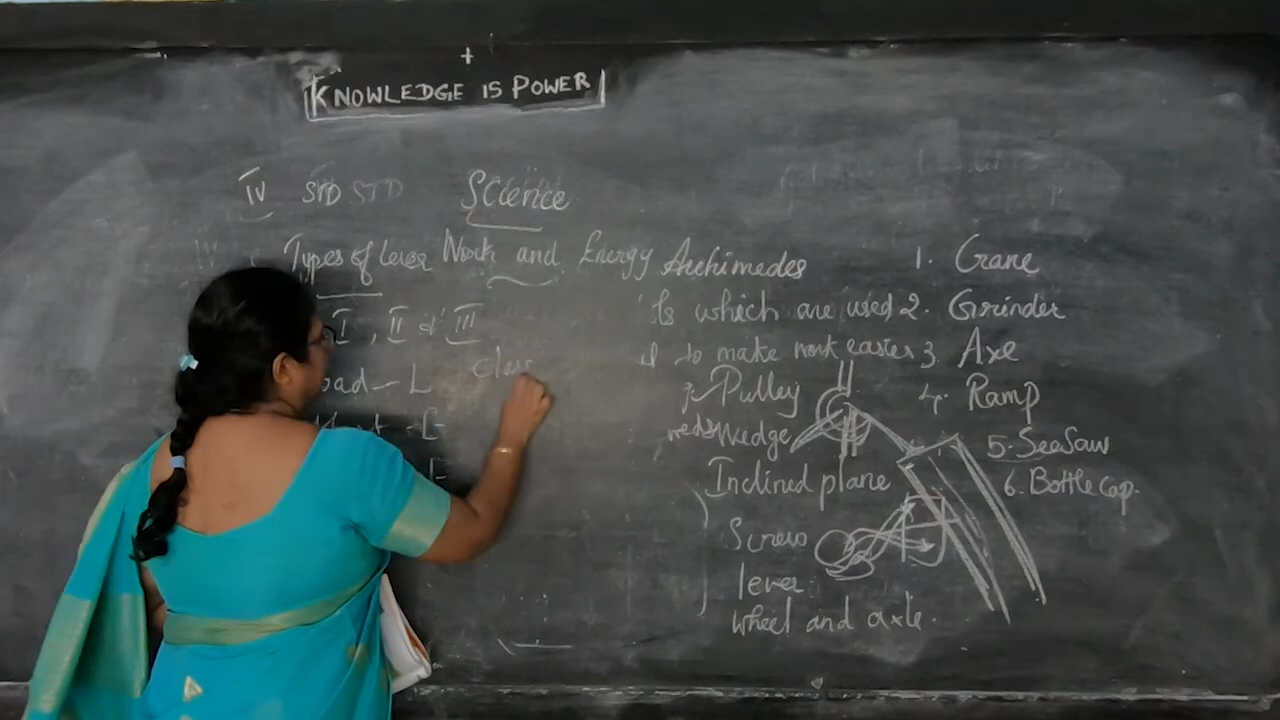 KNOWLEDGE IS POWER
IV STD STD Science
Types of lever Work and Energy Archimedes
I, II & III
Load - L
Class
ls which are used
to make work easier
Pulley
Wedge
Inclined plane
Screw
lever
wheel and axle.
1. Crane
2. Grinder
3. Axe
4. Ramp
5. SeeSaw
6. Bottle cap.